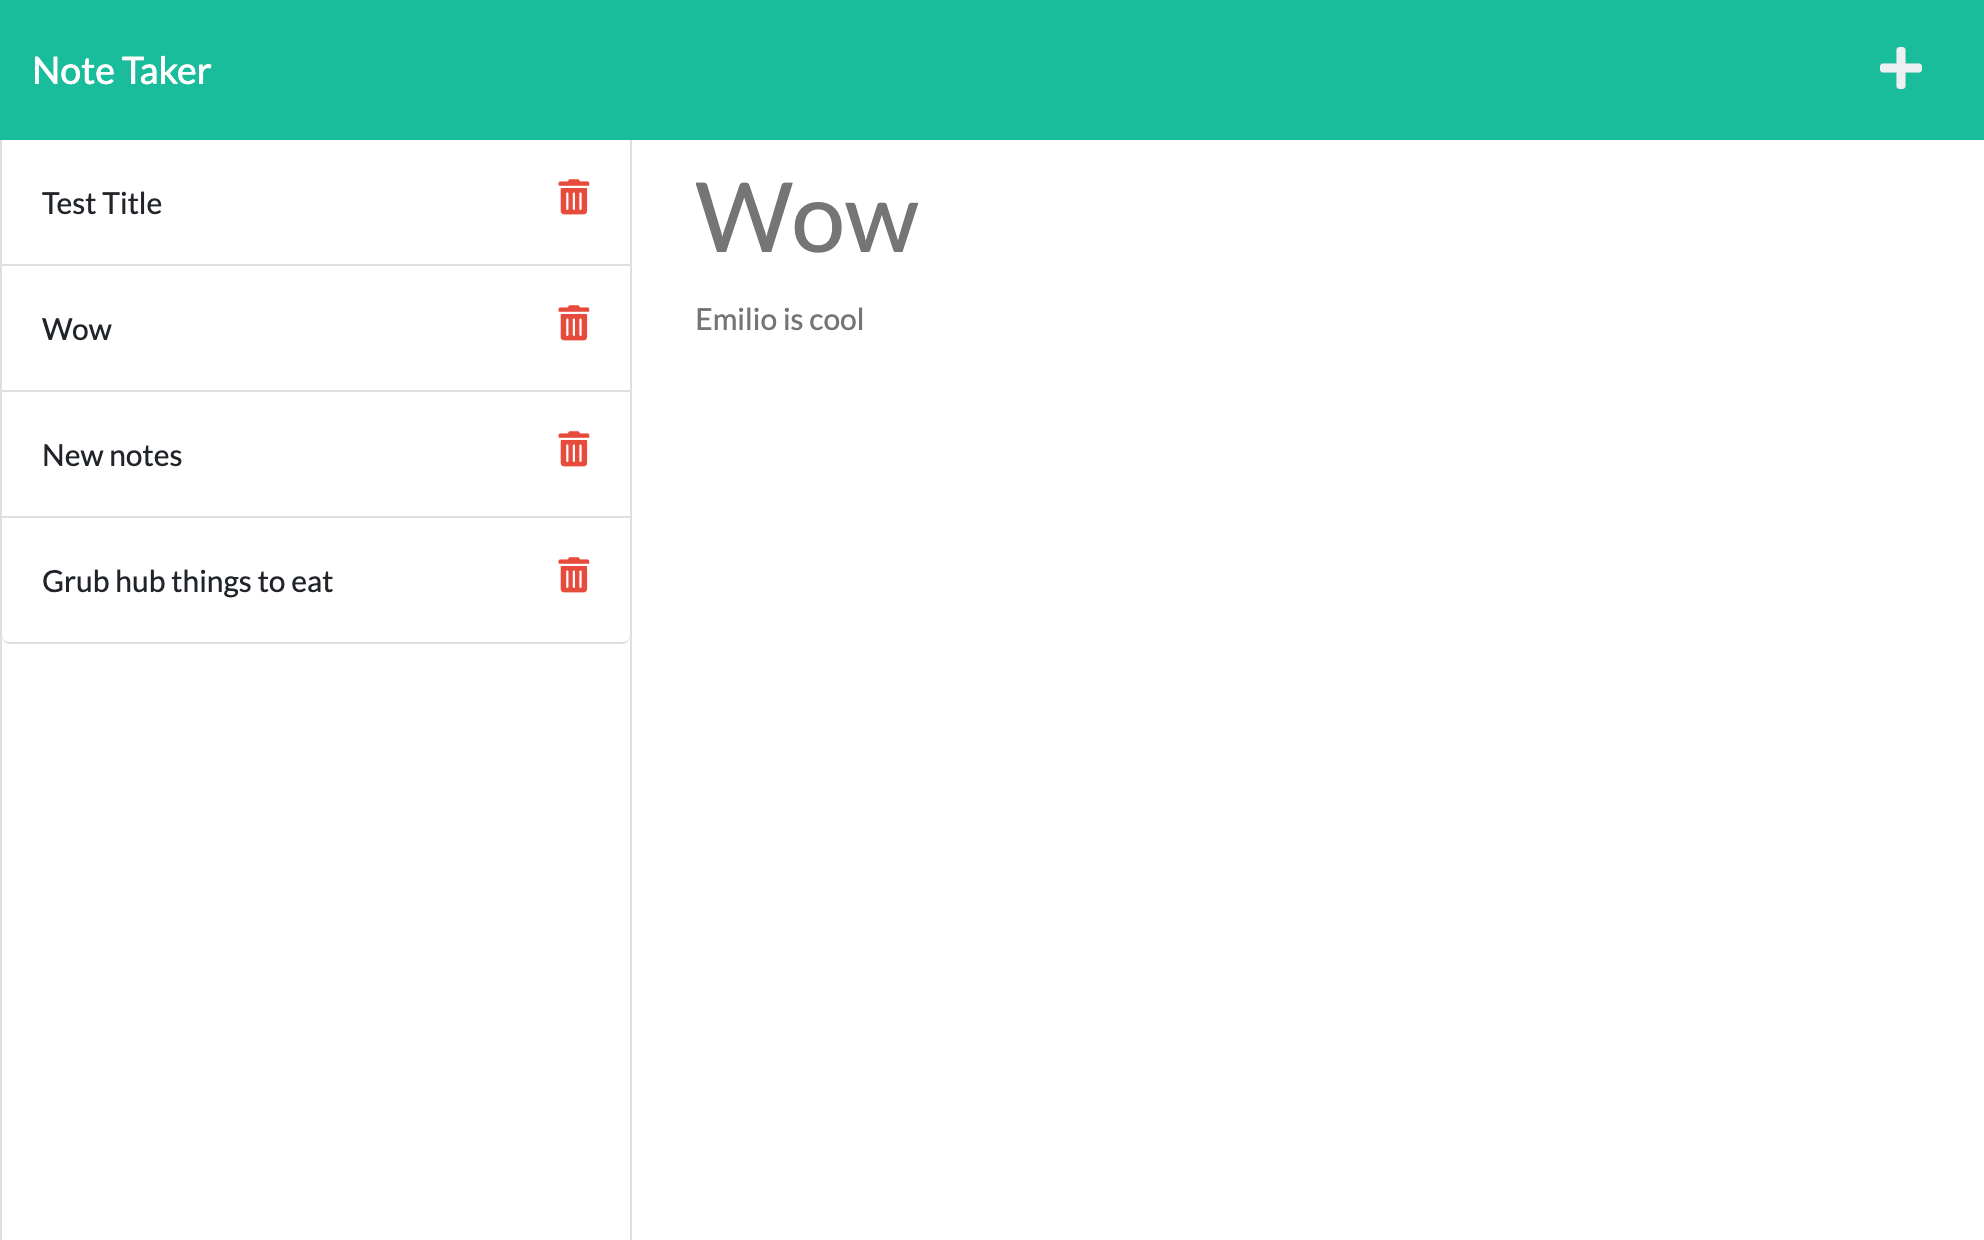 Note Taker
Test Title
Wow
New notes
Grub hub things to eat
Wow
Emilio is cool